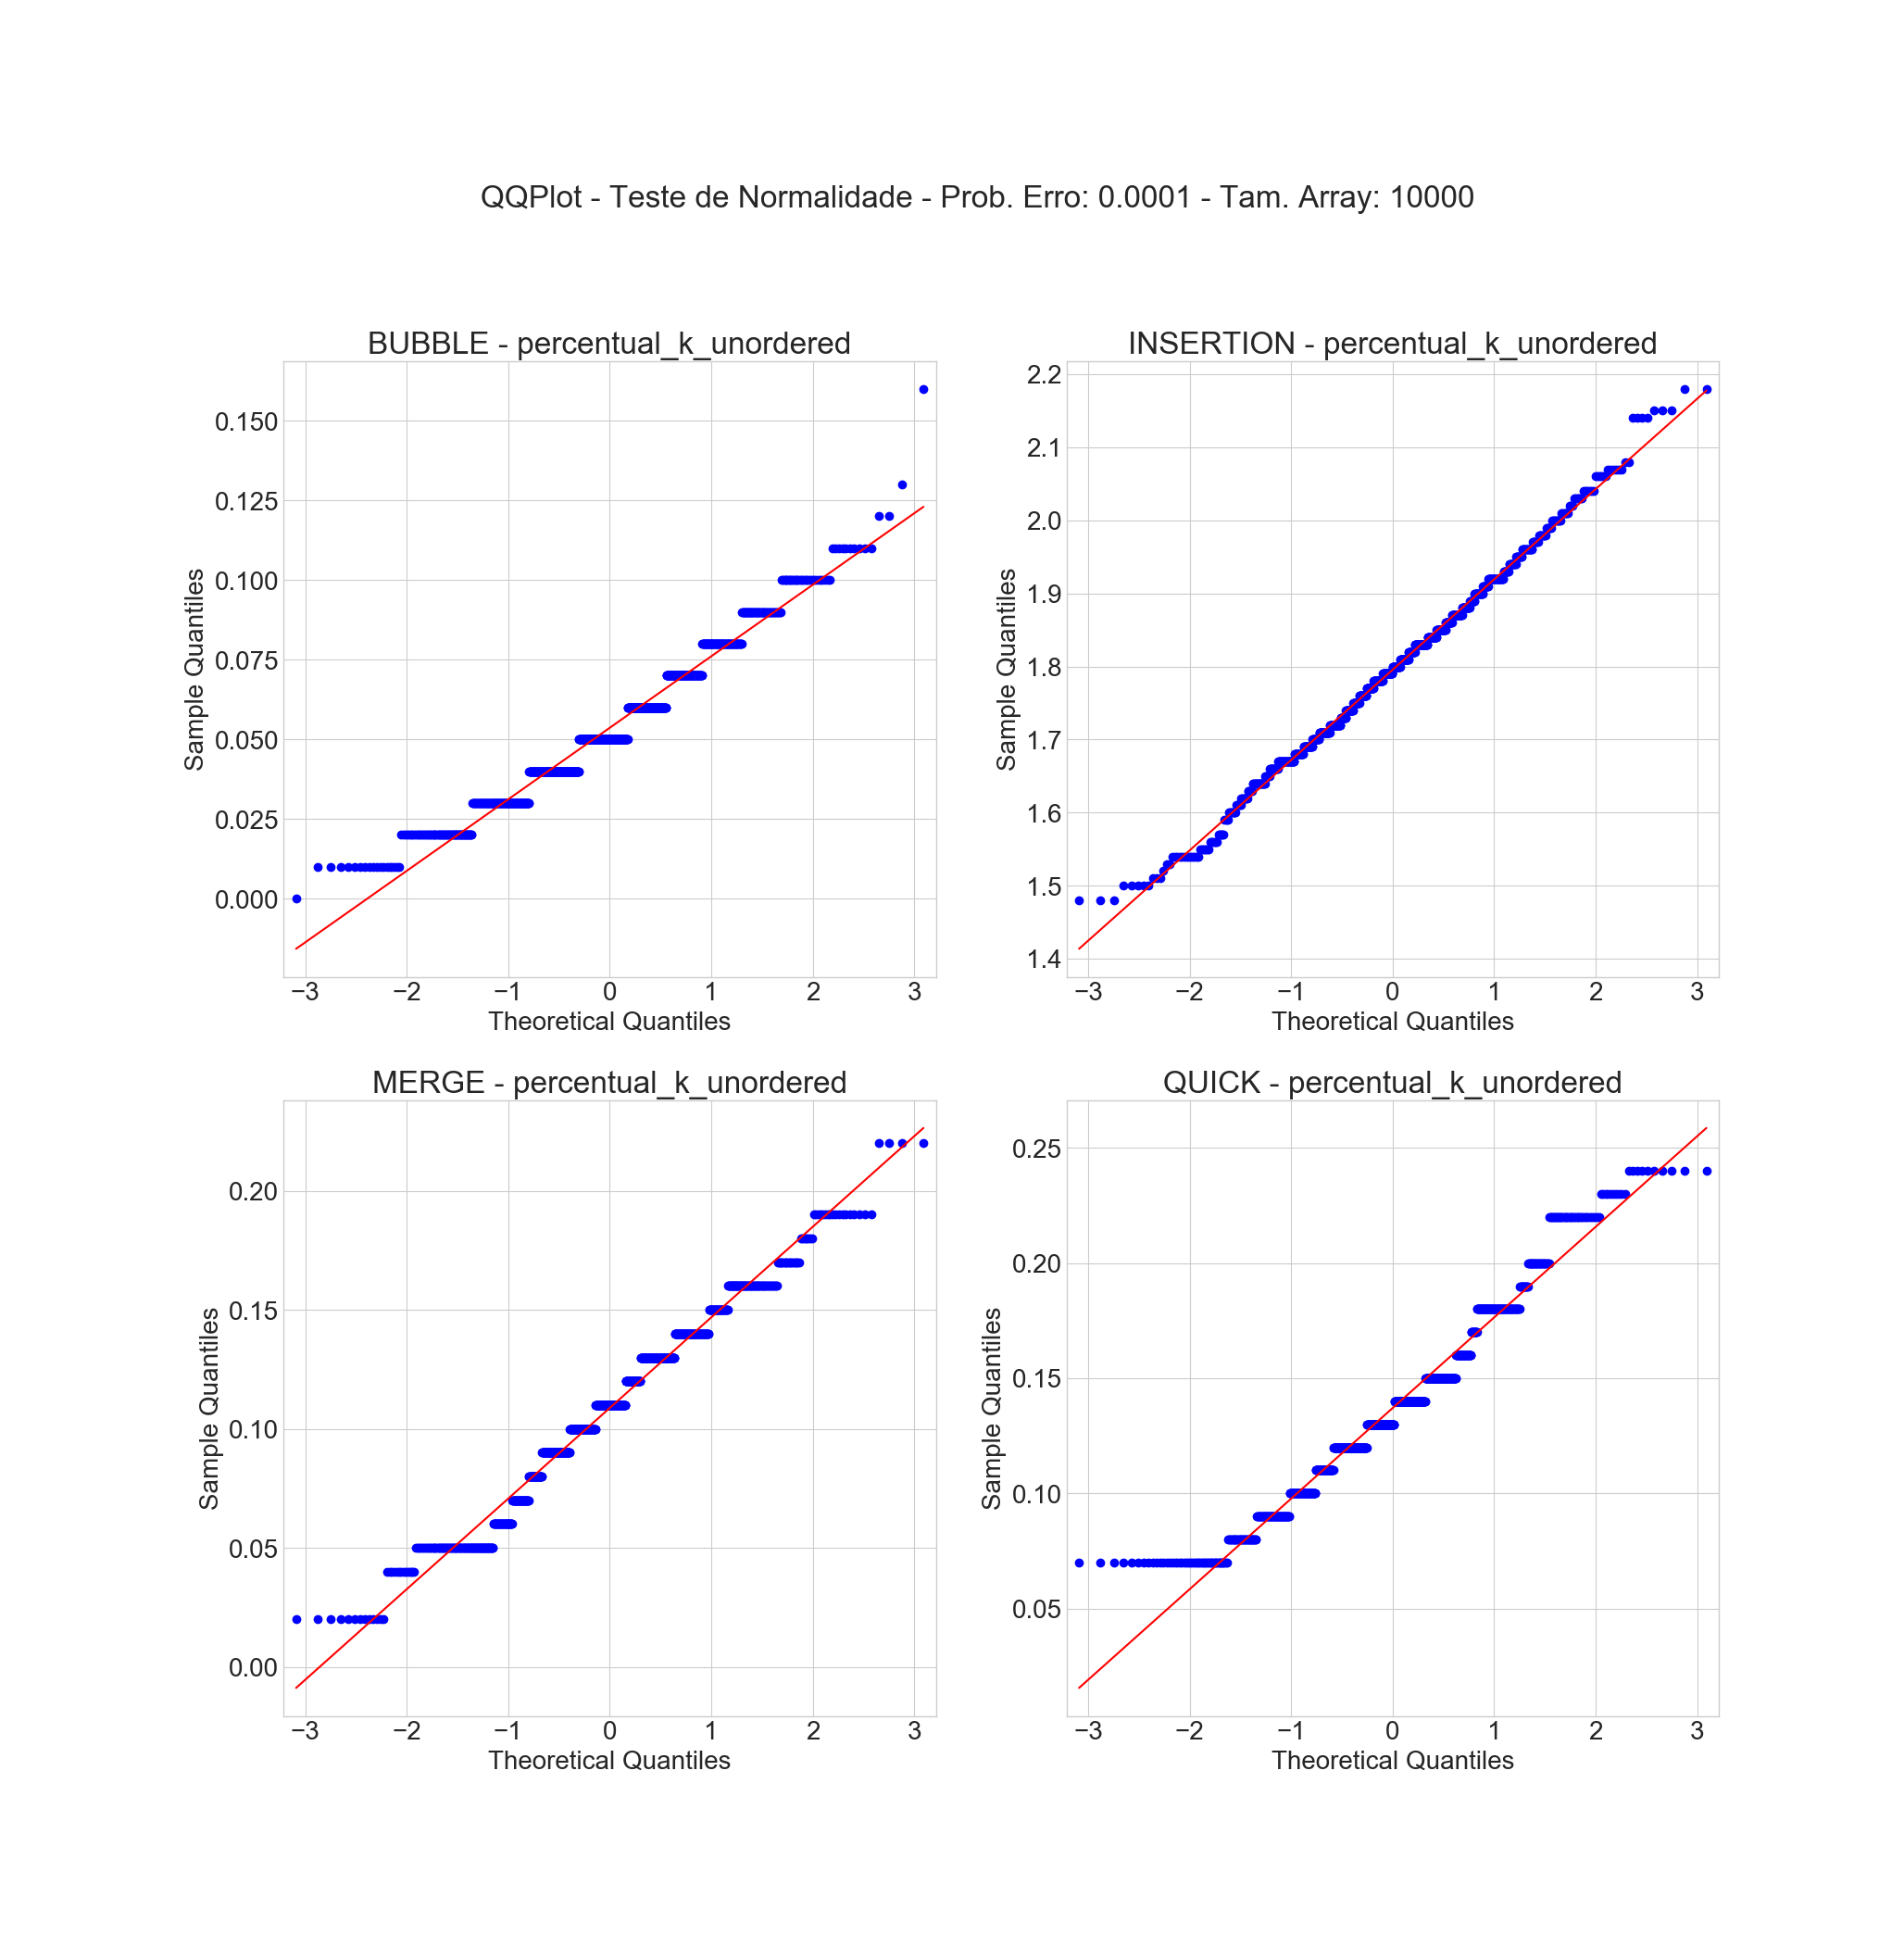 QQPlot - Teste de Normalidade - Prob. Erro: 0.0001 - Tam. Array: 10000
BUBBLE - percentual_k_unordered
Sample Quantiles
0.150
0.125
0.100
0.075
0.050
0.025
0.000
−3 −2 −1 0 1 2 3
Theoretical Quantiles
INSERTION - percentual_k_unordered
Sample Quantiles
2.2
2.1
2.0
1.9
1.8
1.7
1.6
1.5
1.4
−3 −2 −1 0 1 2 3
Theoretical Quantiles
MERGE - percentual_k_unordered
Sample Quantiles
0.20
0.15
0.10
0.05
0.00
−3 −2 −1 0 1 2 3
Theoretical Quantiles
QUICK - percentual_k_unordered
Sample Quantiles
0.25
0.20
0.15
0.10
0.05
−3 −2 −1 0 1 2 3
Theoretical Quantiles